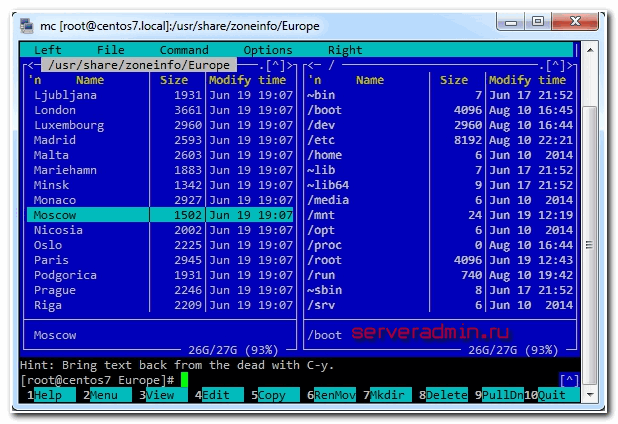 mc [root@centos7.local]:/usr/share/zoneinfo/Europe
Left File Command Options Right
<─ /usr/share/zoneinfo/Europe ─.[^]>
'n Name Size Modify time
Ljubljana 1931 Jun 19 19:07
London 3661 Jun 19 19:07
Luxembourg 2960 Jun 19 19:07
Madrid 2593 Jun 19 19:07
Malta 2603 Jun 19 19:07
Mariehamn 1883 Jun 19 19:07
Minsk 1342 Jun 19 19:07
Monaco 2927 Jun 19 19:07
Moscow 1502 Jun 19 19:07
Nicosia 2002 Jun 19 19:07
Oslo 2225 Jun 19 19:07
Paris 2945 Jun 19 19:07
Podgorica 1931 Jun 19 19:07
Prague 2246 Jun 19 19:07
Riga 2209 Jun 19 19:07
Moscow
26G/27G (93%)
<─ / ─.[^]>
'n Name Size Modify time
~bin 7 Jun 17 21:52
/boot 4096 Aug 10 16:45
/dev 2960 Aug 10 16:44
/etc 8192 Aug 10 22:21
/home 6 Jun 10 2014
~lib 7 Jun 17 21:52
~lib64 9 Jun 17 21:52
/media 6 Jun 10 2014
/mnt 24 Jun 19 12:19
/opt 6 Jun 10 2014
/proc 0 Aug 10 16:44
/root 4096 Jun 19 12:43
/run 740 Aug 10 19:42
~sbin 8 Jun 17 21:52
/srv 6 Jun 10 2014
/boot
serveradmin.ru
26G/27G (93%)
Hint: Bring text back from the dead with C-y.
[root@centos7 Europe]# [^]
1Help 2Menu 3View 4Edit 5Copy 6RenMov 7Mkdir 8Delete 9PullDn 10Quit